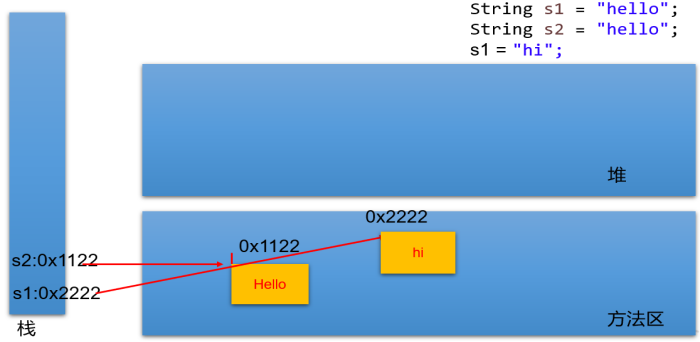 String s1 = "hello";
String s2 = "hello";
s1 = "hi";
堆
0x2222
0x1122
hi
s2:0x1122
Hello
s1:0x2222
方法区
栈